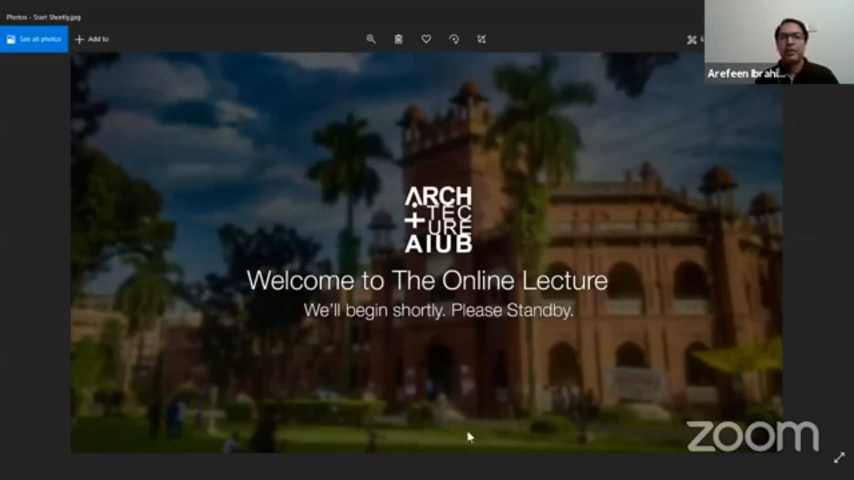 Photos - Start Shortly.jpg
See all photos
Add to
Arefeen Ibrahi...
ARCH
+TEC
URE
AIUB
Welcome to The Online Lecture
We'll begin shortly. Please Standby.
zoom